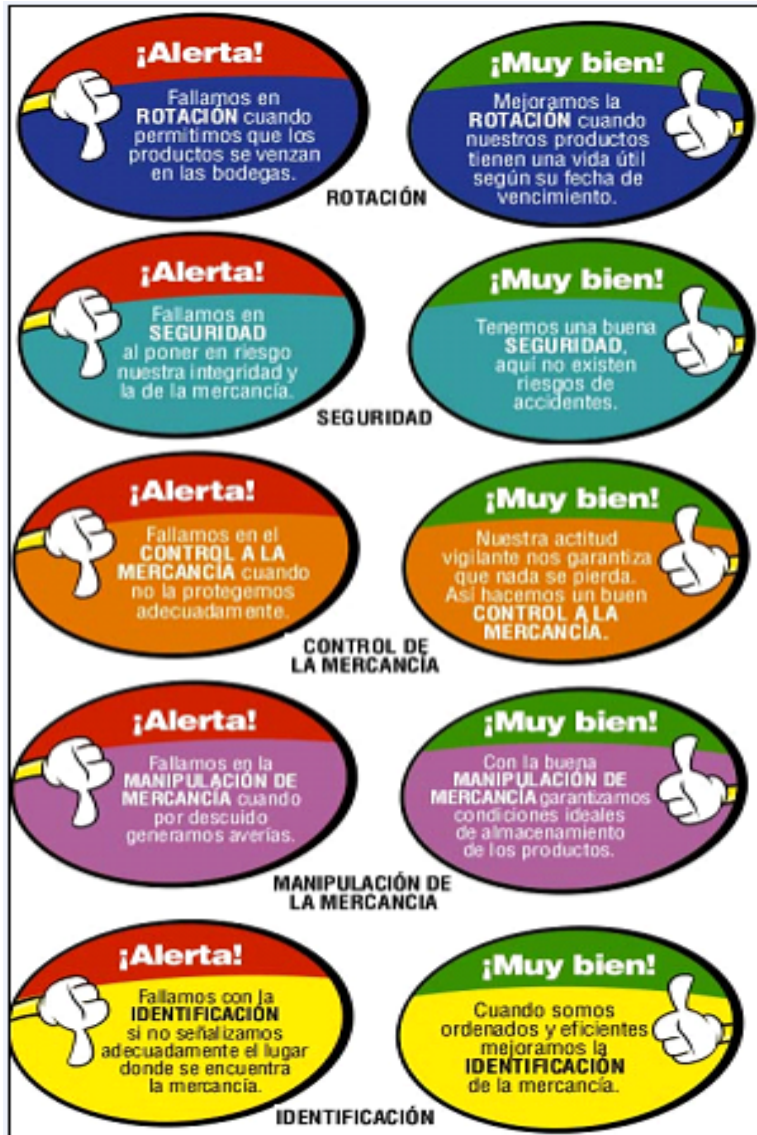 ¡Alerta!
Fallamos en
ROTACIÓN cuando
permitimos que los
productos se venzan
en las bodegas.
¡Muy bien!
Mejoramos la
ROTACIÓN cuando
nuestros productos
tienen una vida útil
según su fecha de
vencimiento.
ROTACIÓN
¡Alerta!
Fallamos en
SEGURIDAD
al poner en riesgo
nuestra integridad y
la de la mercancía.
¡Muy bien!
Tenemos una buena
SEGURIDAD,
aquí no existen
riesgos de
accidentes.
SEGURIDAD
¡Alerta!
Fallamos en el
CONTROL A LA
MERCANCÍA cuando
no la protegemos
adecuadamente.
¡Muy bien!
Nuestra actitud
vigilante nos garantiza
que nada se pierda.
Así hacemos un buen
CONTROL A LA
MERCANCÍA.
CONTROL DE
LA MERCANCÍA
¡Alerta!
Fallamos en la
MANIPULACIÓN DE
MERCANCÍA cuando
por descuido
generamos averías.
¡Muy bien!
Con la buena
MANIPULACIÓN DE
MERCANCÍA garantizamos
condiciones ideales
de almacenamiento
de los productos.
MANIPULACIÓN DE
LA MERCANCIA
¡Alerta!
Fallamos con la
IDENTIFICACIÓN
si no señalizamos
adecuadamente el lugar
donde se encuentra
la mercancía.
¡Muy bien!
Cuando somos
ordenados y eficientes
mejoramos la
IDENTIFICACIÓN
de la mercancía.
IDENTIFICACIÓN